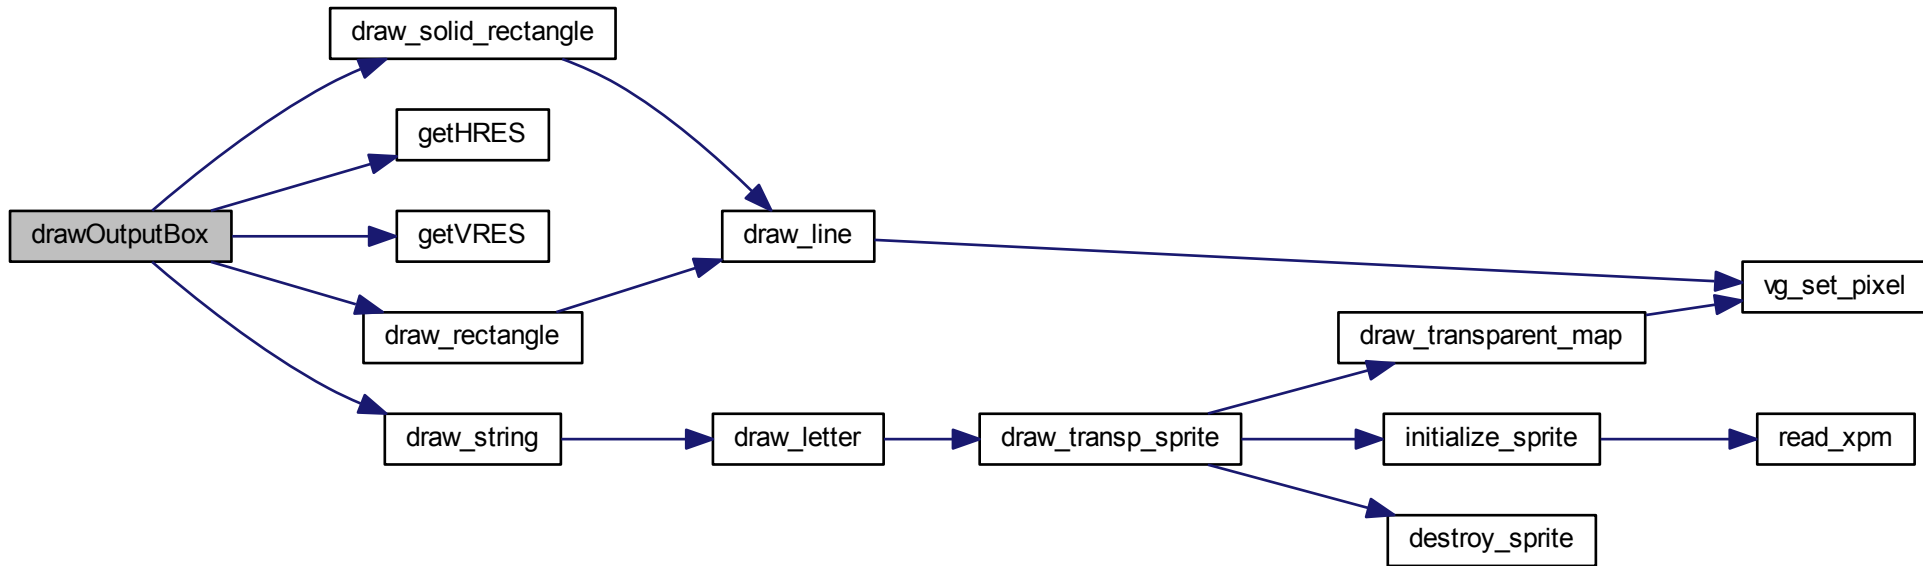 draw_solid_rectangle
getHRES
drawOutputBox
getVRES
draw_line
vg_set_pixel
draw_rectangle
draw_transparent_map
draw_string
draw_letter
draw_transp_sprite
initialize_sprite
read_xpm
destroy_sprite